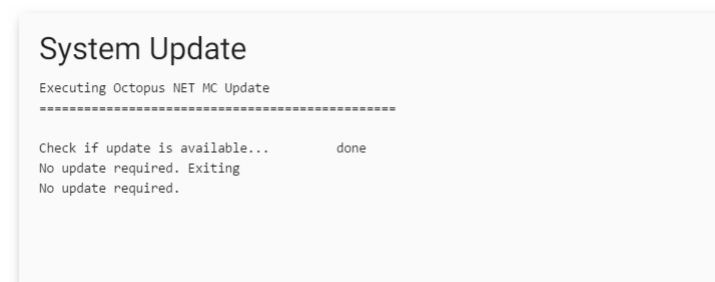 System Update
Executing Octopus NET MC Update
================================================
Check if update is available...         done
No update required. Exiting
No update required.